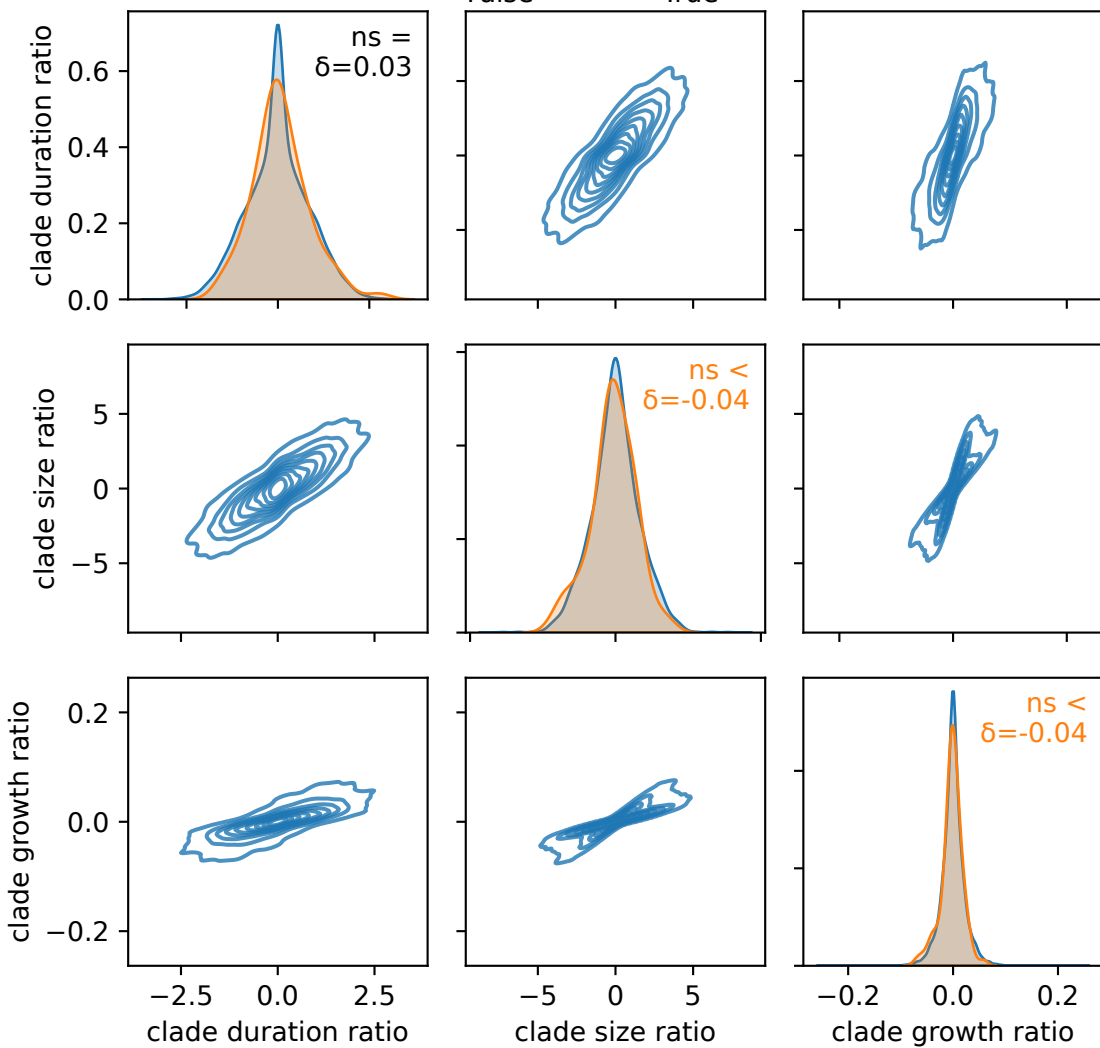 True
clade duration ratio
0.6
0.4
0.2
0.0
ns =
δ=0.03
clade size ratio
5
0
−5
ns <
δ=-0.04
clade growth ratio
0.2
0.0
−0.2
ns <
δ=-0.04
−2.5 0.0 2.5
−5 0 5
−0.2 0.0 0.2
clade duration ratio
clade size ratio
clade growth ratio